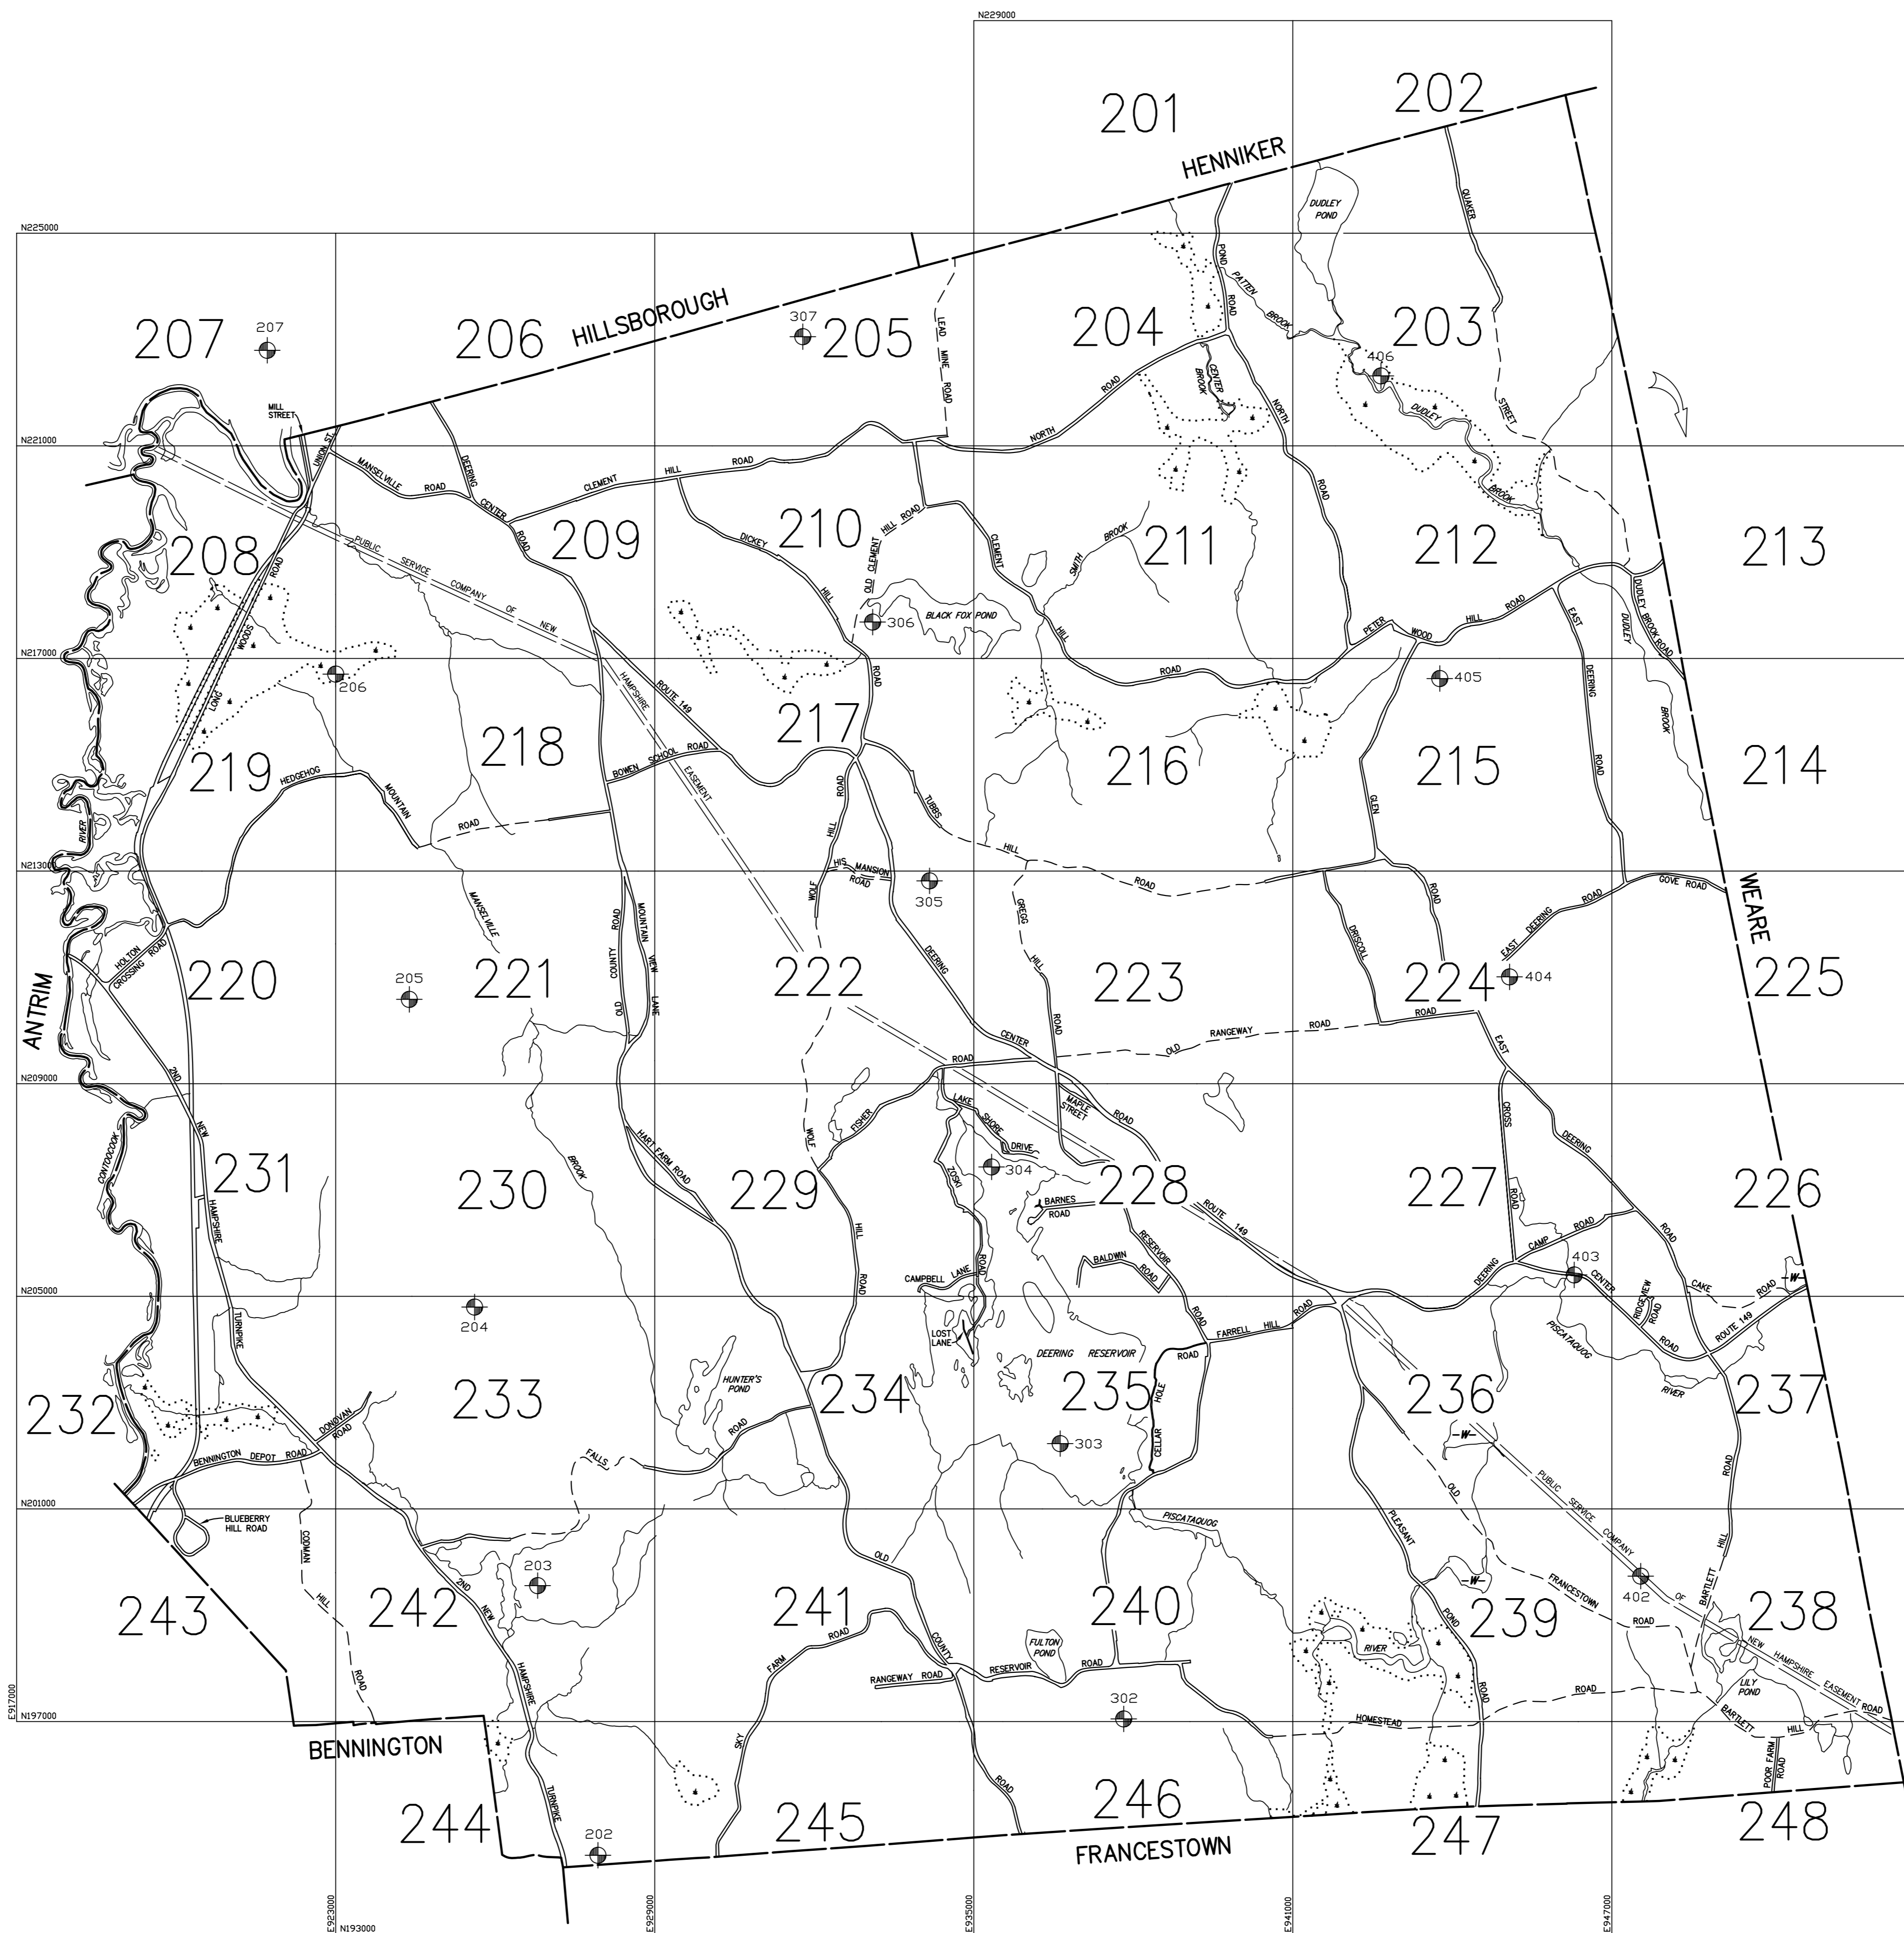 N229000
202
201
HENNIKER
DUDLEY
POND
QUAKER
N225000
POND
PATTEN
ROAD
HILLSBOROUGH
207
207
206
307
205
LEAD MINE ROAD
204
BROOK
203
406
MILL
STREET
CENTER
BROOK
ROAD
DUDLEY
STREET
NORTH
N221000
UNION ST.
MANSELVILLE
ROAD
DEERING
CENTER
ROAD
CLEMENT
HILL
ROAD
NORTH
ROAD
BROOK
208
PUBLIC
SERVICE
COMPANY
OF
NEW
209
DICKEY
HILL
210
HILL ROAD
OLD CLEMENT
CLEMENT
SMITH
BROOK
211
212
213
ROAD
WOODS
LONG
306
BLACK FOX POND
HILL
PETER
WOOD
HILL
ROAD
EAST
DUDLEY BROOK ROAD
DUDLEY
BROOK
N217000
206
HAMPSHIRE
ROUTE 149
ROAD
ROAD
405
DEERING
ROAD
219
218
BOWEN
SCHOOL
ROAD
EASEMENT
217
216
215
214
HEDGEHOG
MOUNTAIN
ROAD
ROAD
HILL
WOLF
TUBBS
HILL
ROAD
GLEN
ROAD
RIVER
N213000
HIS MANSION
ROAD
305
GREGG
HILL
ROAD
GOVE ROAD
WEARE
MANSELVILLE
HOLTON
CROSSING ROAD
COUNTY ROAD
OLD
MOUNTAIN
VIEW
LANE
DEERING
CENTER
DRISCOLL
ROAD
EAST
DEERING
ROAD
404
ANTRIM
220
205
221
222
223
224
225
ROAD
OLD
RANGEWAY
ROAD
EAST
N209000
2ND
NEW
HAMPSHIRE
TURNPIKE
CONTOOCOOK
BROOK
HART FARM ROAD
WOLF
FISHER
LAKE
SHORE
DRIVE
MAPLE
STREET
ROAD
CROSS
ROAD
DEERING
ROAD
231
230
229
304
ZOSKI
ROAD
BARNES
ROAD
228
ROUTE
149
227
226
HILL
ROAD
CAMPBELL LANE
BALDWIN
ROAD
RESERVOIR
ROAD
DEERING
CAMP
ROAD
403
CENTER
RIDGEVIEW
ROAD
CAKE
ROAD
W
N205000
204
LOST
LANE
DEERING RESERVOIR
FARRELL
HILL
ROAD
PISCATAQUOG
RIVER
ROAD
ROUTE 149
232
233
HUNTER'S
POND
234
235
ROAD
HOLE
CELLAR
236
237
DONOVAN
ROAD
BENNINGTON
DEPOT
ROAD
FALLS
ROAD
303
W
N201000
BLUEBERRY
HILL ROAD
CODMAN
HILL
ROAD
203
OLD
COUNTY
ROAD
PISCATAQUOG
PLEASANT
POND
ROAD
OLD
FRANCESTOWN
ROAD
PUBLIC
SERVICE
COMPANY
OF
NEW
HAMPSHIRE
EASEMENT
ROAD
HILL
BARTLETT
402
243
242
2ND
NEW
HAMPSHIRE
TURNPIKE
241
240
W
239
238
FARM
ROAD
SKY
RANGEWAY ROAD
RESERVOIR
ROAD
FULTON
POND
RIVER
LILY
POND
E917000
N197000
302
HOMESTEAD
ROAD
BARTLETT
HILL
POOR FARM
ROAD
BENNINGTON
244
202
245
246
247
248
FRANCESTOWN
E923000
N193000
E929000
E935000
E941000
E947000